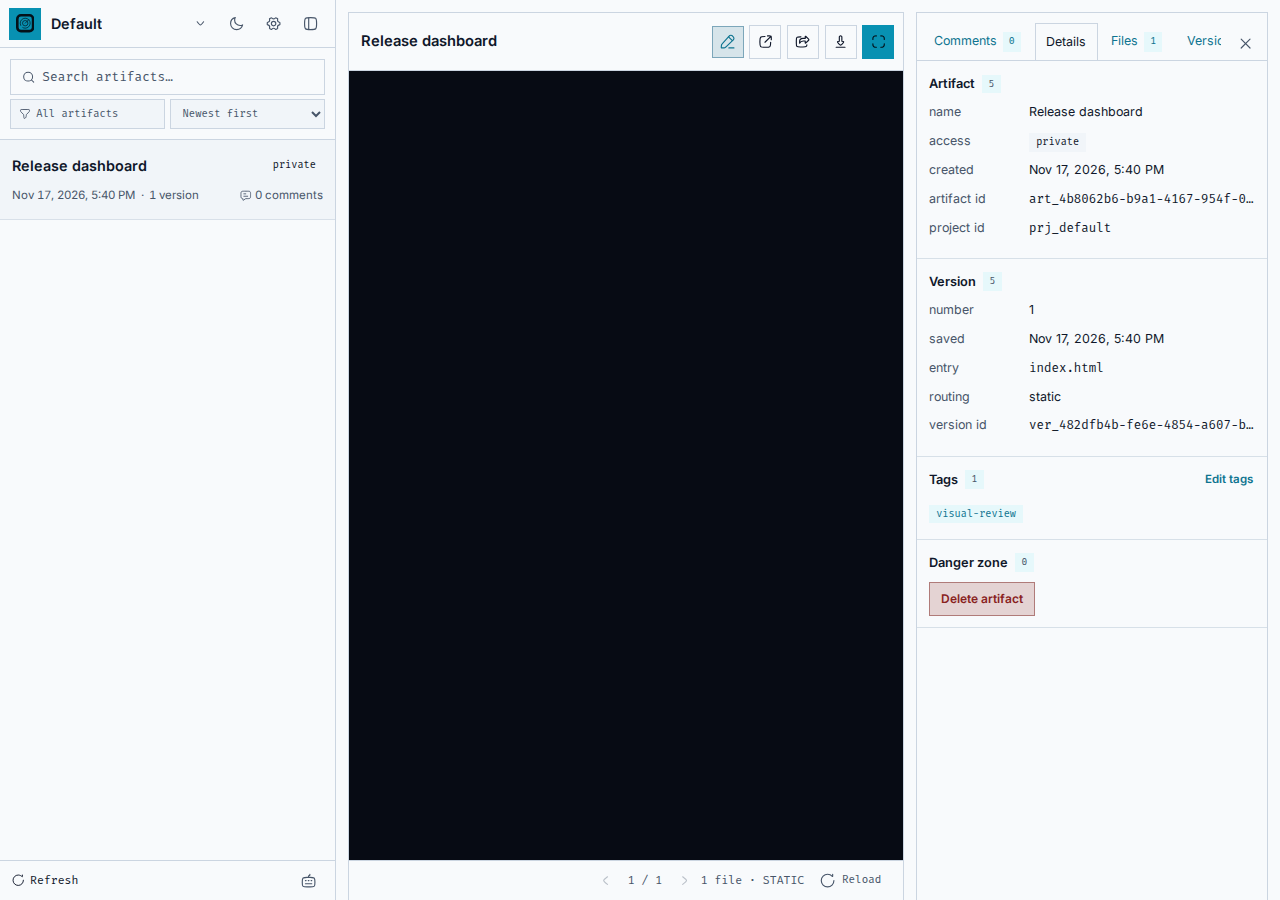 Default
Search artifacts…
All artifacts
Newest first
Release dashboard
private
Nov 17, 2026, 5:40 PM · 1 version
0 comments
Refresh
Release dashboard
1 / 1
1 file · STATIC
Reload
Comments 0
Details
Files 1
Versic
Artifact 5
name Release dashboard
access private
created Nov 17, 2026, 5:40 PM
artifact id art_4b8062b6-b9a1-4167-954f-0…
project id prj_default
Version 5
number 1
saved Nov 17, 2026, 5:40 PM
entry index.html
routing static
version id ver_482dfb4b-fe6e-4854-a607-b…
Tags 1
Edit tags
visual-review
Danger zone 0
Delete artifact